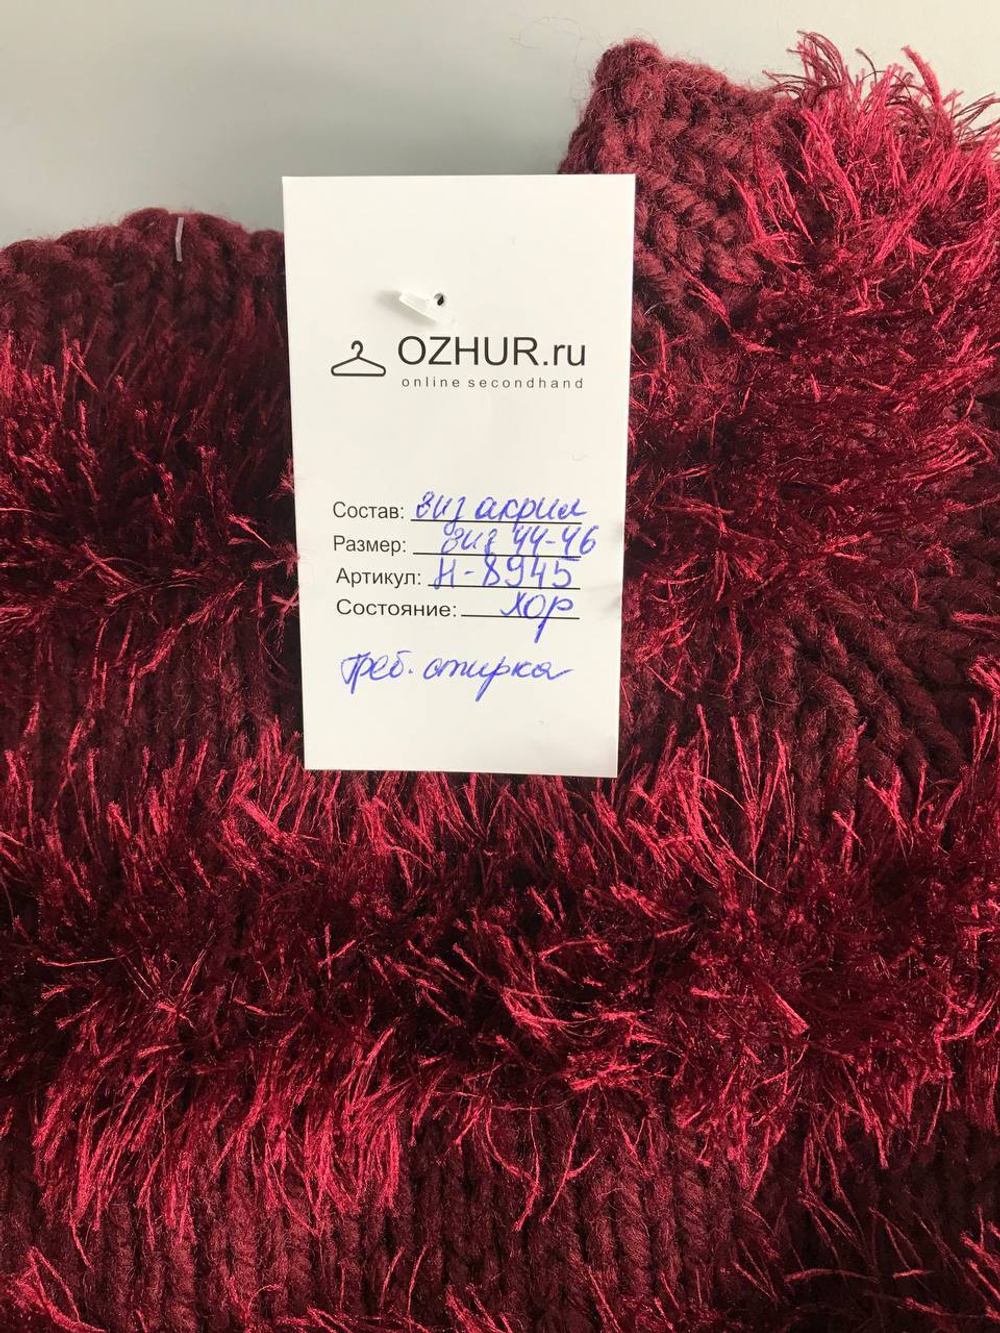 OZHUR.ru
online secondhand
Состав: виз акрил
Размер: виз 44-46
Артикул: Н-8945
Состояние: хор
Треб. стирка